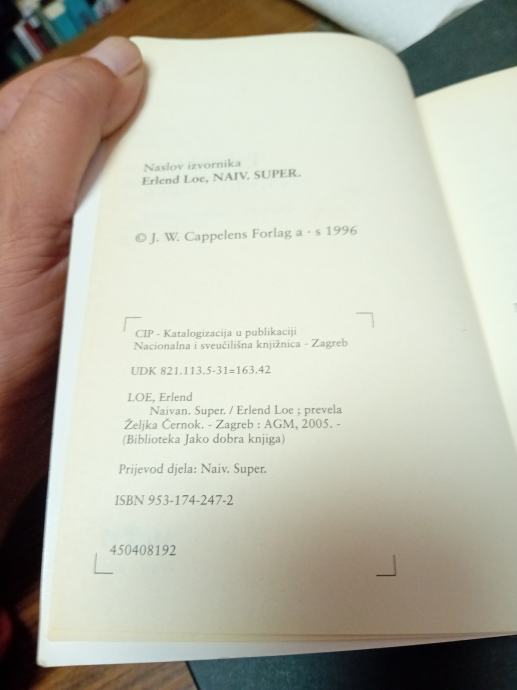 Naslov izvornika
Erlend Loe, NAIV. SUPER.
© J. W. Cappelens Forlag a · s 1996
CIP - Katalogizacija u publikaciji
Nacionalna i sveučilišna knjižnica - Zagreb
UDK 821.113.5-31=163.42
LOE, Erlend
Naivan. Super. / Erlend Loe ; prevela
Željka Černok. - Zagreb : AGM, 2005. -
(Biblioteka Jako dobra knjiga)
Prijevod djela: Naiv. Super.
ISBN 953-174-247-2
450408192